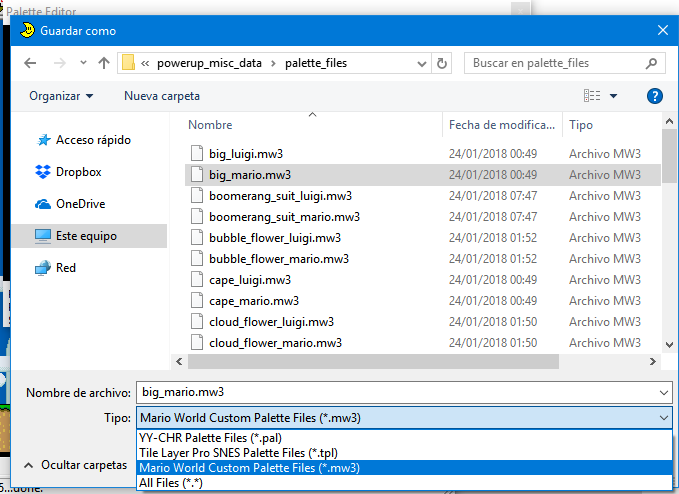 Palette Editor
Guardar como
« powerup_misc_data > palette_files
Buscar en palette_files
Organizar
Nueva carpeta
?
Nombre
Fecha de modifica...
Tipo
Acceso rápido
Dropbox
OneDrive
Este equipo
Red
big_luigi.mw3 24/01/2018 00:49 Archivo MW3
big_mario.mw3 24/01/2018 00:49 Archivo MW3
boomerang_suit_luigi.mw3 24/01/2018 07:47 Archivo MW3
boomerang_suit_mario.mw3 24/01/2018 07:47 Archivo MW3
bubble_flower_luigi.mw3 24/01/2018 01:52 Archivo MW3
bubble_flower_mario.mw3 24/01/2018 01:52 Archivo MW3
cape_luigi.mw3 24/01/2018 00:49 Archivo MW3
cape_mario.mw3 24/01/2018 00:49 Archivo MW3
cloud_flower_luigi.mw3 24/01/2018 01:50 Archivo MW3
cloud_flower_mario.mw3 24/01/2018 01:50 Archivo MW3
Nombre de archivo: big_mario.mw3
Tipo: Mario World Custom Palette Files (*.mw3)
YY-CHR Palette Files (*.pal)
Tile Layer Pro SNES Palette Files (*.tpl)
Mario World Custom Palette Files (*.mw3)
All Files (*.*)
Ocultar carpetas
6...done.